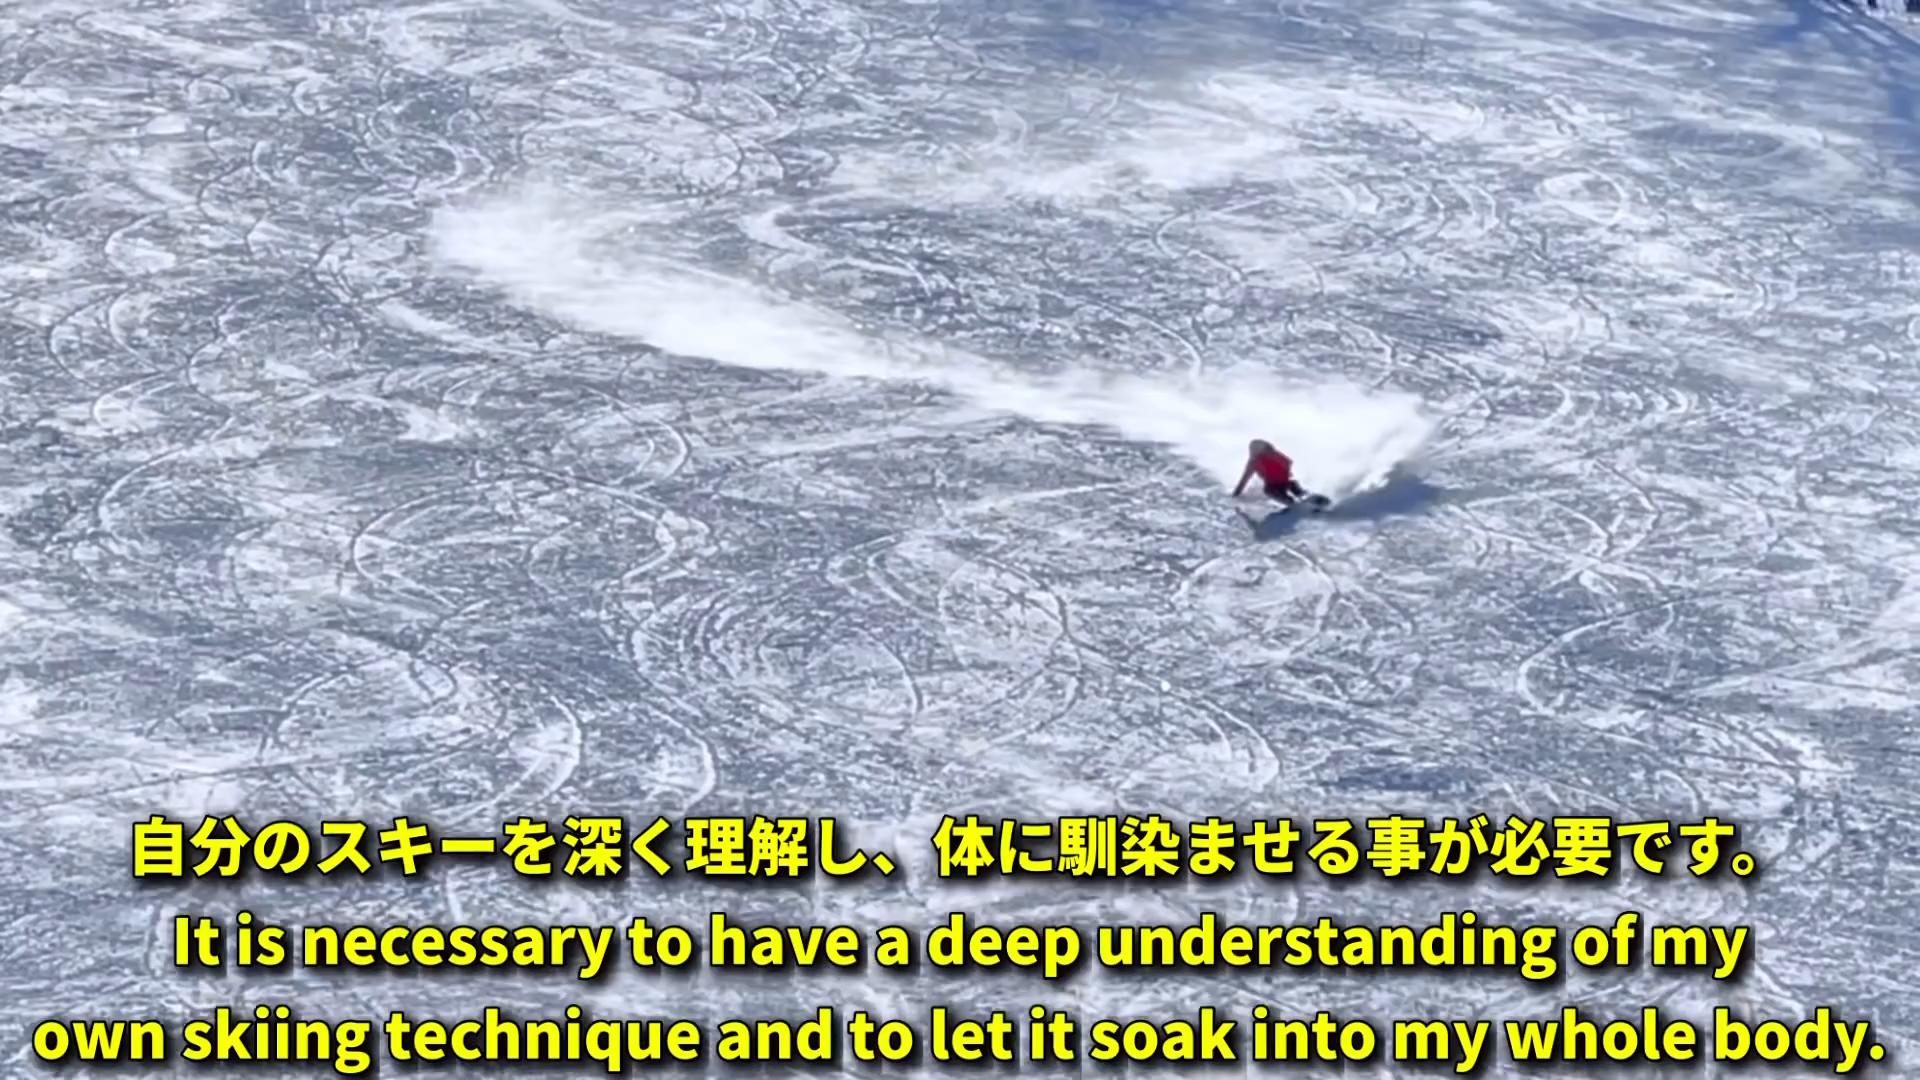 自分のスキーを深く理解し、体に馴染ませる事が必要です。
It is necessary to have a deep understanding of my
own skiing technique and to let it soak into my whole body.